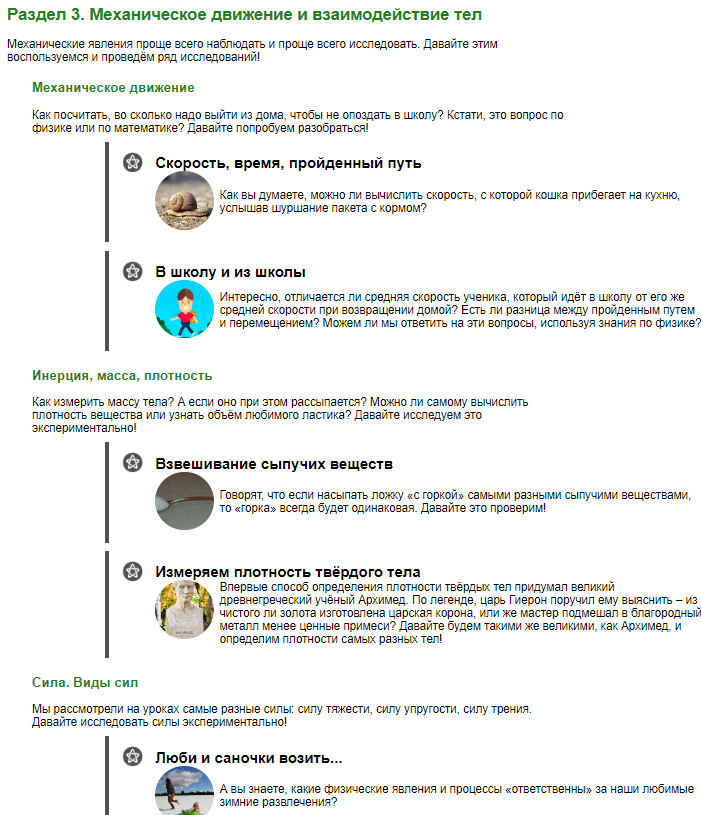 Раздел 3. Механическое движение и взаимодействие тел
Механические явления проще всего наблюдать и проще всего исследовать. Давайте этим
воспользуемся и проведём ряд исследований!
Механическое движение
Как посчитать, во сколько надо выйти из дома, чтобы не опоздать в школу? Кстати, это вопрос по
физике или по математике? Давайте попробуем разобраться!
Скорость, время, пройденный путь
Как вы думаете, можно ли вычислить скорость, с которой кошка прибегает на кухню,
услышав шуршание пакета с кормом?
В школу и из школы
Интересно, отличается ли средняя скорость ученика, который идёт в школу от его же
средней скорости при возвращении домой? Есть ли разница между пройденным путем
и перемещением? Можем ли мы ответить на эти вопросы, используя знания по физике?
Инерция, масса, плотность
Как измерить массу тела? А если оно при этом рассыпается? Можно ли самому вычислить
плотность вещества или узнать объём любимого ластика? Давайте исследуем это
экспериментально!
Взвешивание сыпучих веществ
Говорят, что если насыпать ложку «с горкой» самыми разными сыпучими веществами,
то «горка» всегда будет одинаковая. Давайте это проверим!
Измеряем плотность твёрдого тела
Впервые способ определения плотности твёрдых тел придумал великий
древнегреческий учёный Архимед. По легенде, царь Гиерон поручил ему выяснить – из
чистого ли золота изготовлена царская корона, или же мастер подмешал в благородный
металл менее ценные примеси? Давайте будем такими же великими, как Архимед, и
определим плотности самых разных тел!
Сила. Виды сил
Мы рассмотрели на уроках самые разные силы: силу тяжести, силу упругости, силу трения.
Давайте исследовать силы экспериментально!
Люби и саночки возить...
А вы знаете, какие физические явления и процессы «ответственны» за наши любимые
зимние развлечения?